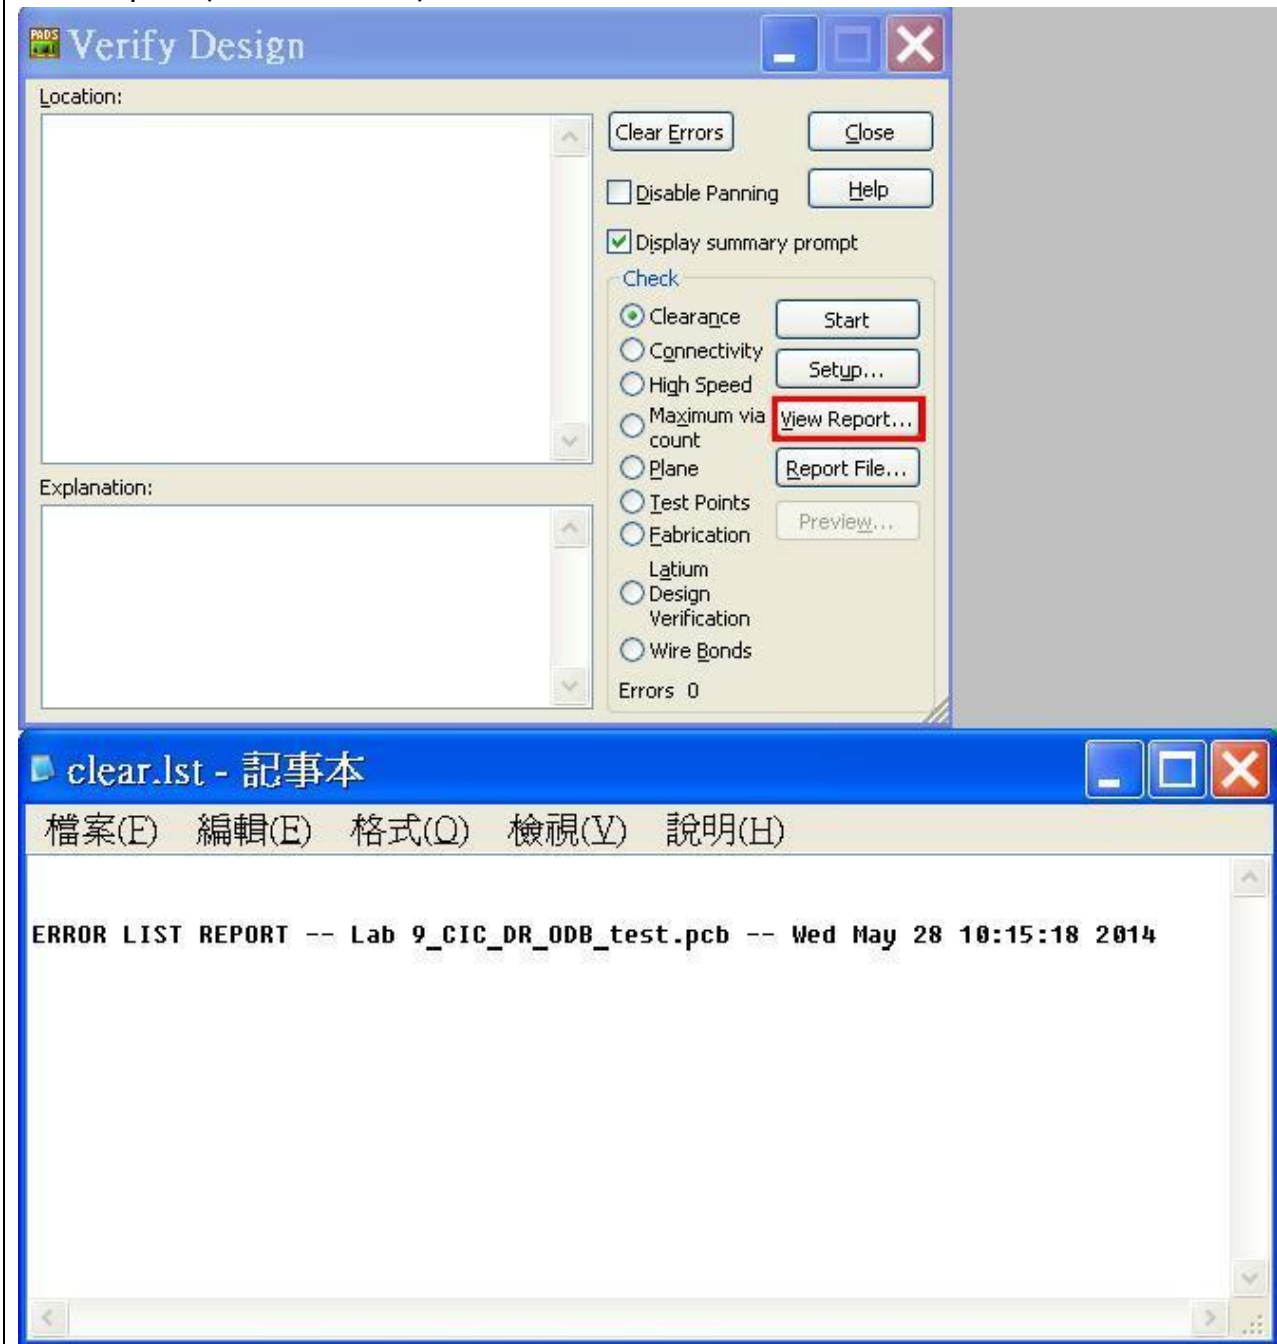 PADS
Verify Design
Location:
Clear Errors
Close
Disable Panning
Help
Display summary prompt
Check
Clearance
Start
Connectivity
Setup...
High Speed
Maximum via
count
View Report...
Plane
Report File...
Explanation:
Test Points
Preview...
Fabrication
Latium
Design
Verification
Wire Bonds
Errors 0
clear.lst - 記事本
檔案(F) 編輯(E) 格式(O) 檢視(V) 說明(H)
ERROR LIST REPORT -- Lab 9_CIC_DR_ODB_test.pcb -- Wed May 28 10:15:18 2014